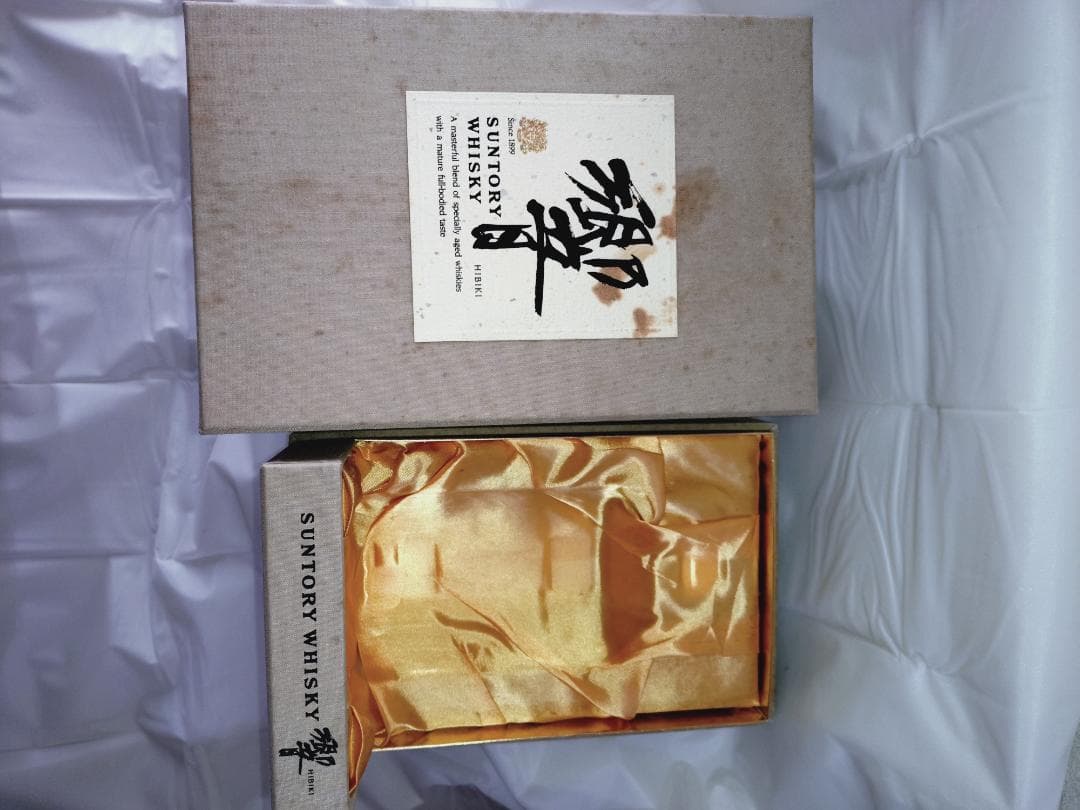 響
Since 1899
SUNTORY
WHISKY
HIBIKI
A masterful blend of specially aged whiskies
with a mature full-bodied taste
SUNTORY WHISKY 響 HIBIKI